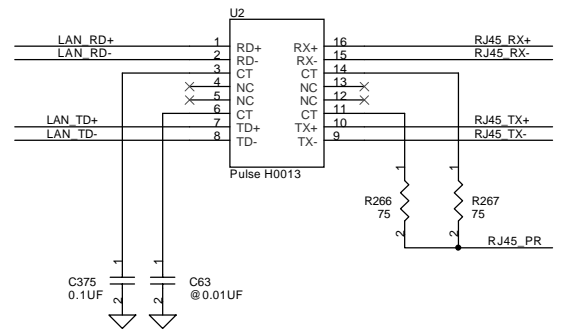 U2
LAN_RD+ 1 RD+ RX+ 16 RJ45_RX+
LAN_RD- 2 RD- RX- 15 RJ45_RX-
3 CT CT 14
4 NC NC 13
5 NC NC 12
6 CT CT 11
LAN_TD+ 7 TD+ TX+ 10 RJ45_TX+
LAN_TD- 8 TD- TX- 9 RJ45_TX-
Pulse H0013
1 1
R266 R267
75 75
2 2
RJ45_PR
1 1
C375 C63
0.1UF @0.01UF
2 2